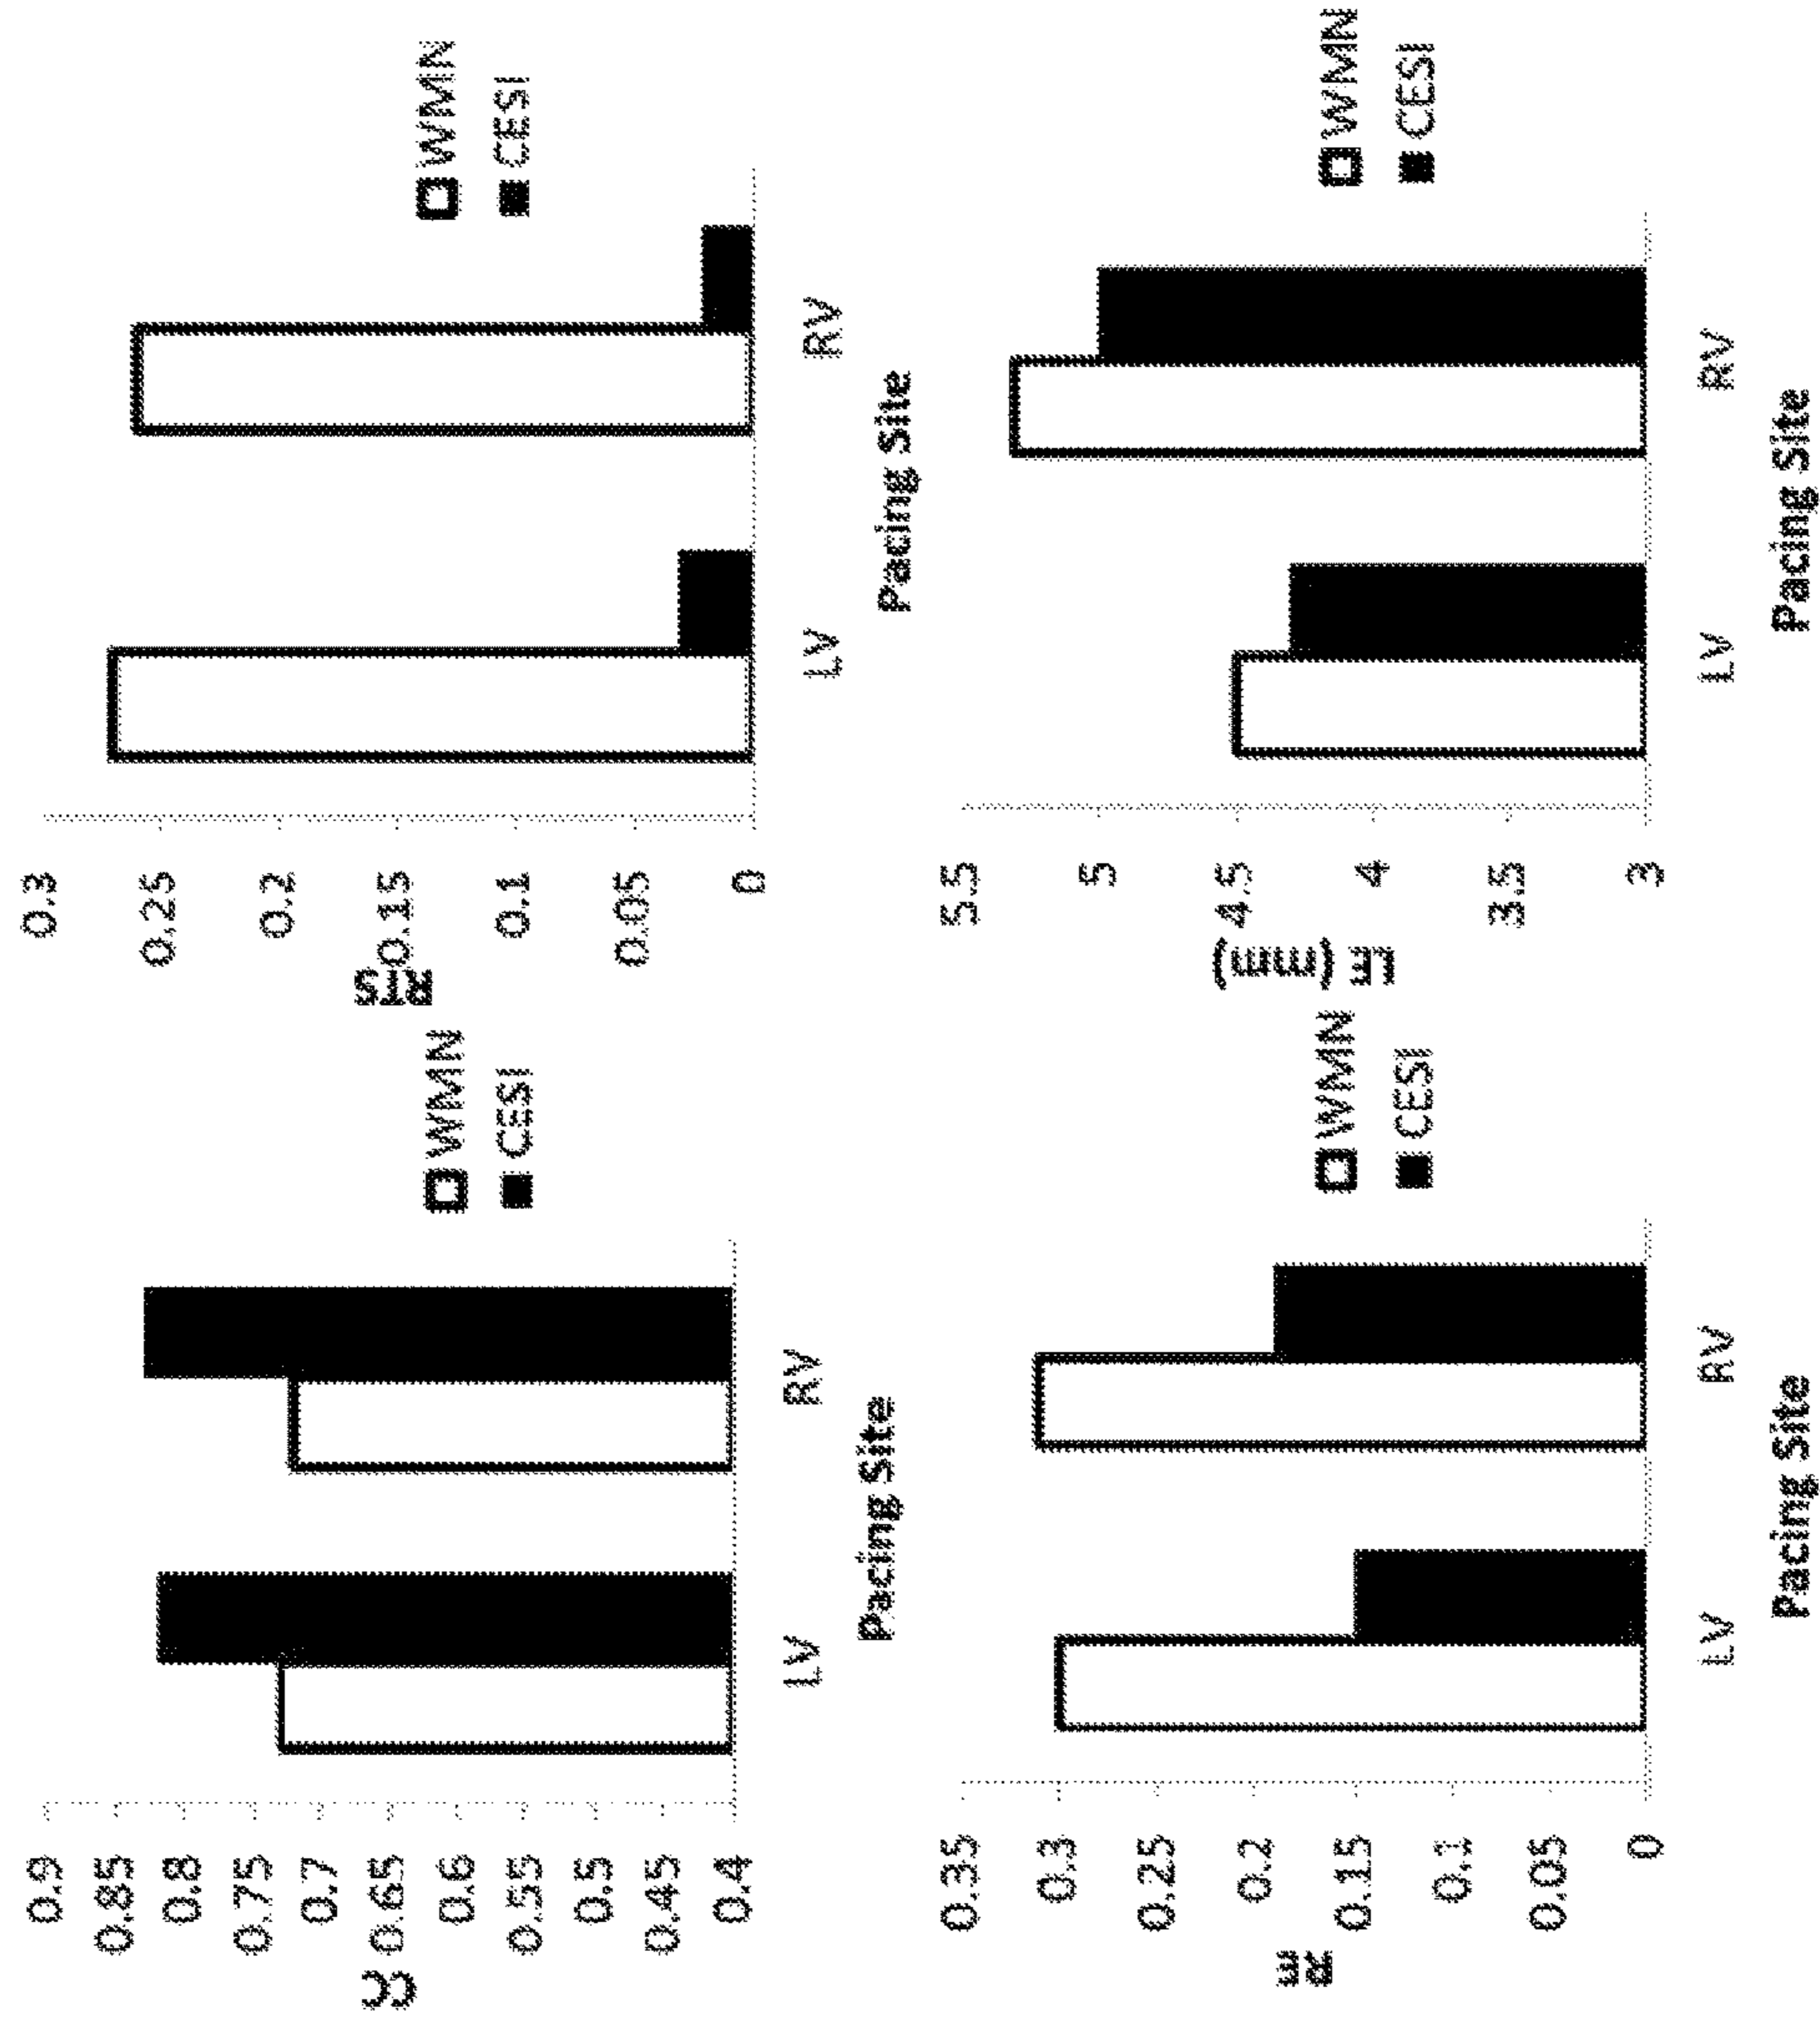 CC
0.9
0.85
0.8
0.75
0.7
0.65
0.6
0.55
0.5
0.45
0.4
LV
RV
Pacing Site
WMN
CESI
RTS
0.3
0.25
0.2
0.15
0.1
0.05
0
LV
RV
Pacing Site
WMN
CESI
RE
0.35
0.3
0.25
0.2
0.15
0.1
0.05
0
LV
RV
Pacing Site
WMN
CESI
LE (mm)
5.5
5
4.5
4
3.5
3
LV
RV
Pacing Site
WMN
CESI